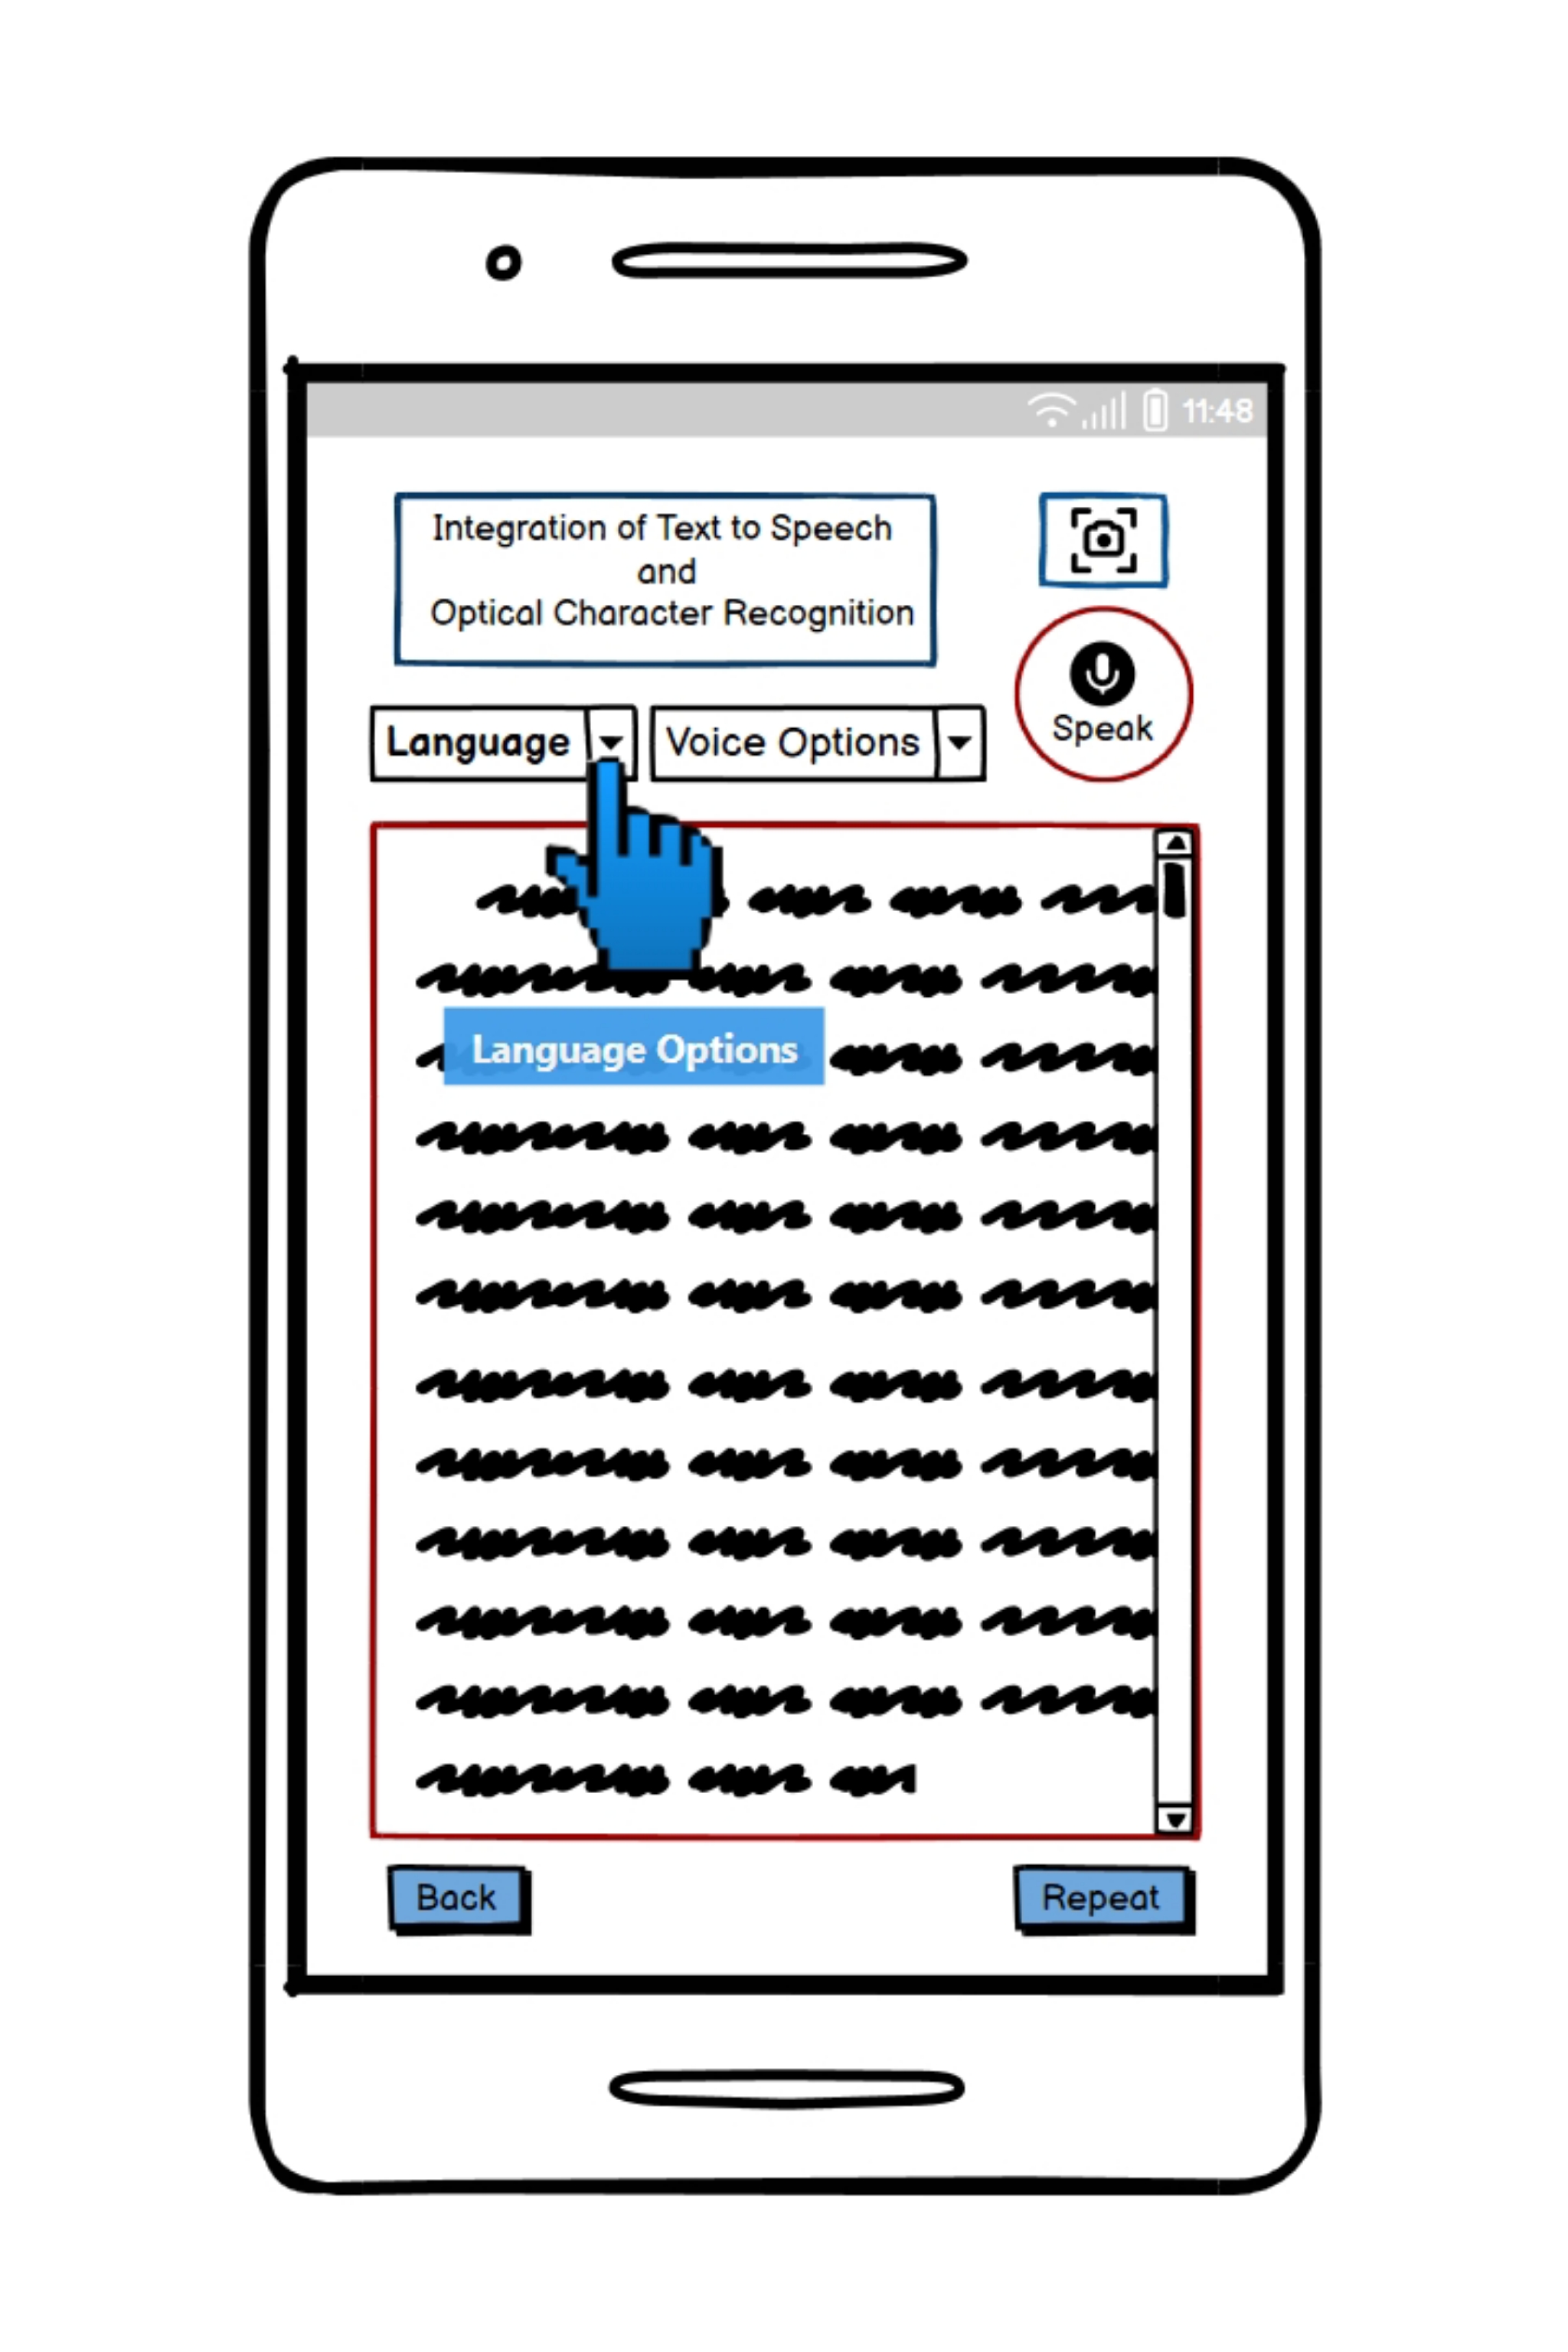 11:48
Integration of Text to Speech
and
Optical Character Recognition
Speak
Language
Voice Options
Language Options
Back
Repeat